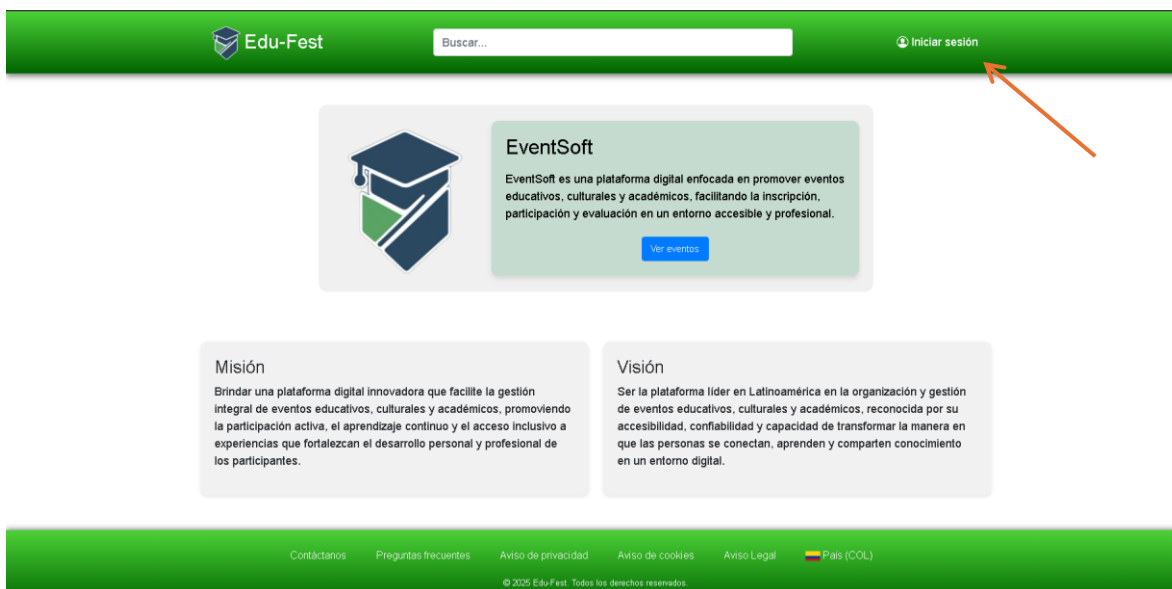 Edu-Fest
Buscar...
Iniciar sesión
EventSoft
EventSoft es una plataforma digital enfocada en promover eventos
educativos, culturales y académicos, facilitando la inscripción,
participación y evaluación en un entorno accesible y profesional.
Ver eventos
Misión
Brindar una plataforma digital innovadora que facilite la gestión
integral de eventos educativos, culturales y académicos, promoviendo
la participación activa, el aprendizaje continuo y el acceso inclusivo a
experiencias que fortalezcan el desarrollo personal y profesional de
los participantes.
Visión
Ser la plataforma líder en Latinoamérica en la organización y gestión
de eventos educativos, culturales y académicos, reconocida por su
accesibilidad, confiabilidad y capacidad de transformar la manera en
que las personas se conectan, aprenden y comparten conocimiento
en un entorno digital.
Contáctanos Preguntas frecuentes Aviso de privacidad Aviso de cookies Aviso Legal País (COL)
© 2025 Edu-Fest. Todos los derechos reservados.